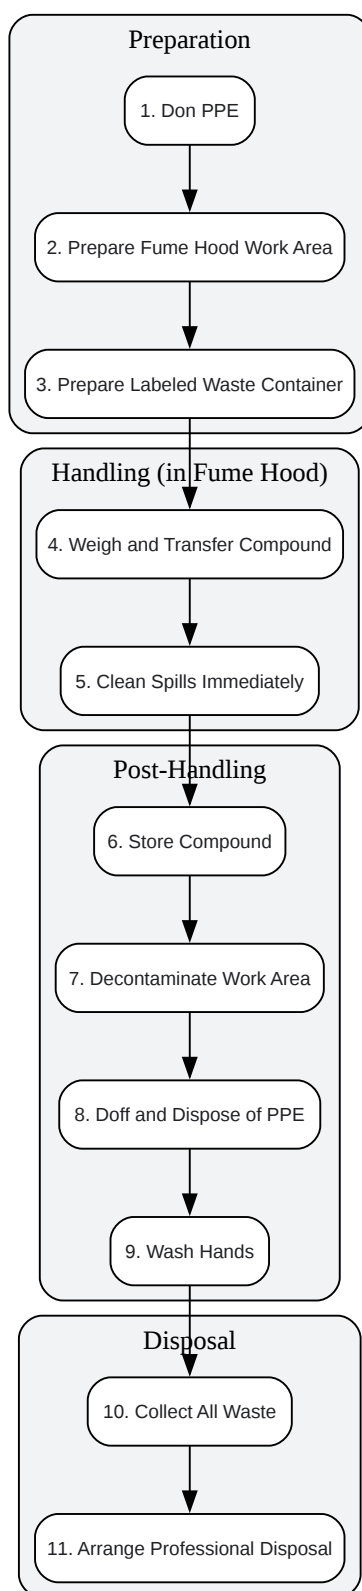 Preparation
1. Don PPE
2. Prepare Fume Hood Work Area
3. Prepare Labeled Waste Container
Handling (in Fume Hood)
4. Weigh and Transfer Compound
5. Clean Spills Immediately
Post-Handling
6. Store Compound
7. Decontaminate Work Area
8. Doff and Dispose of PPE
9. Wash Hands
Disposal
10. Collect All Waste
11. Arrange Professional Disposal